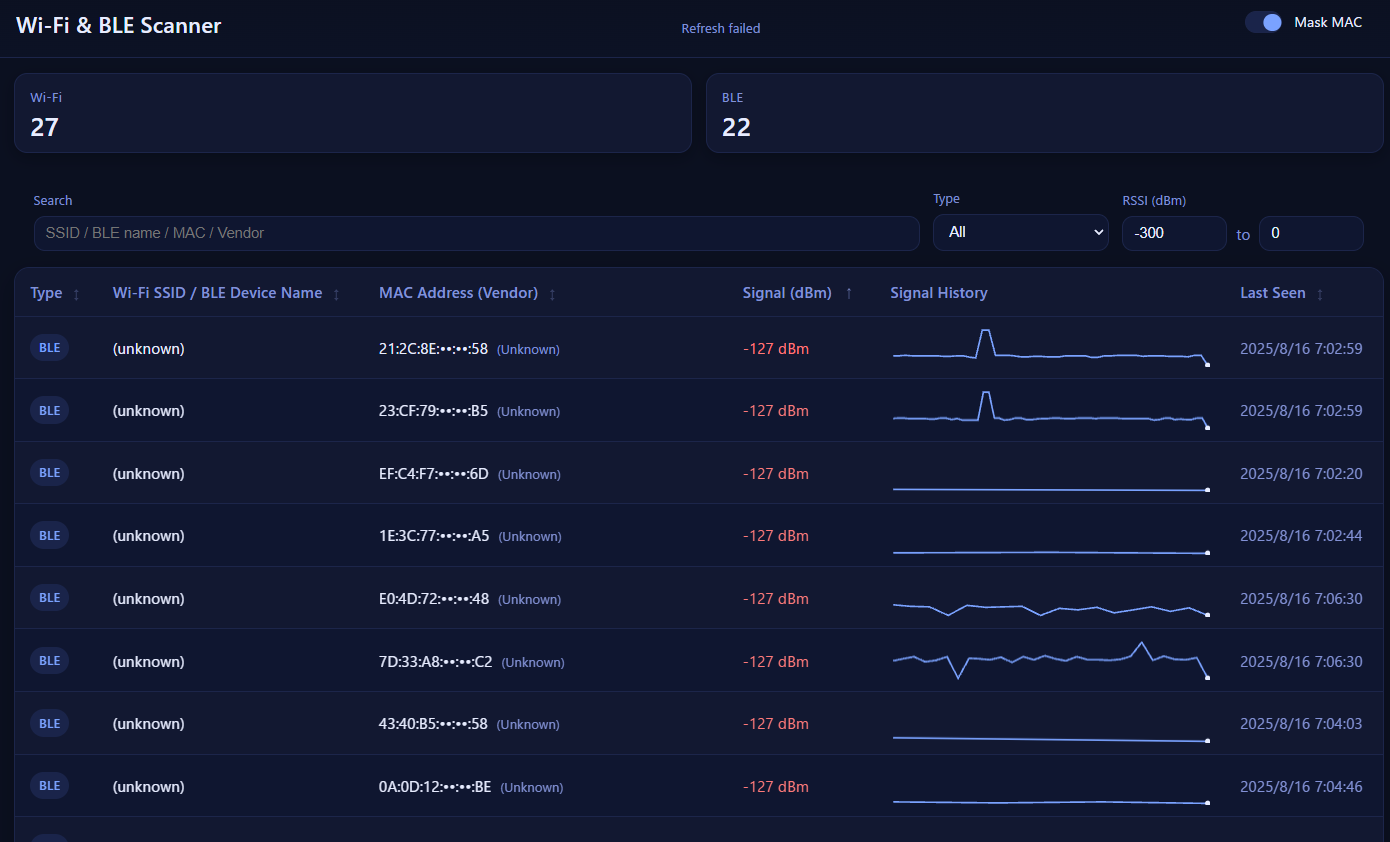 Wi-Fi & BLE Scanner
Refresh failed
Mask MAC
Wi-Fi
27
BLE
22
Search
SSID / BLE name / MAC / Vendor
Type
All
RSSI (dBm)
-300 to 0
Type ↕ Wi-Fi SSID / BLE Device Name ↕ MAC Address (Vendor) ↕ Signal (dBm) ↑ Signal History Last Seen ↕
BLE (unknown) 21:2C:8E:••:••:58 (Unknown) -127 dBm 2025/8/16 7:02:59
BLE (unknown) 23:CF:79:••:••:B5 (Unknown) -127 dBm 2025/8/16 7:02:59
BLE (unknown) EF:C4:F7:••:••:6D (Unknown) -127 dBm 2025/8/16 7:02:20
BLE (unknown) 1E:3C:77:••:••:A5 (Unknown) -127 dBm 2025/8/16 7:02:44
BLE (unknown) E0:4D:72:••:••:48 (Unknown) -127 dBm 2025/8/16 7:06:30
BLE (unknown) 7D:33:A8:••:••:C2 (Unknown) -127 dBm 2025/8/16 7:06:30
BLE (unknown) 43:40:B5:••:••:58 (Unknown) -127 dBm 2025/8/16 7:04:03
BLE (unknown) 0A:0D:12:••:••:BE (Unknown) -127 dBm 2025/8/16 7:04:46